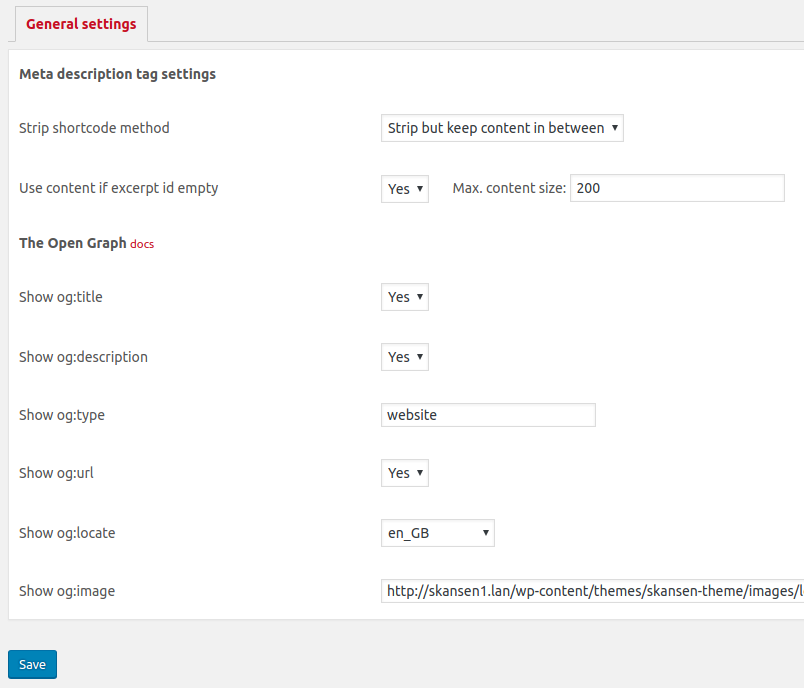 General settings
Meta description tag settings
Strip shortcode method Strip but keep content in between
Use content if excerpt id empty Yes Max. content size: 200
The Open Graph docs
Show og:title Yes
Show og:description Yes
Show og:type website
Show og:url Yes
Show og:locate en_GB
Show og:image http://skansen1.lan/wp-content/themes/skansen-theme/images/l
Save